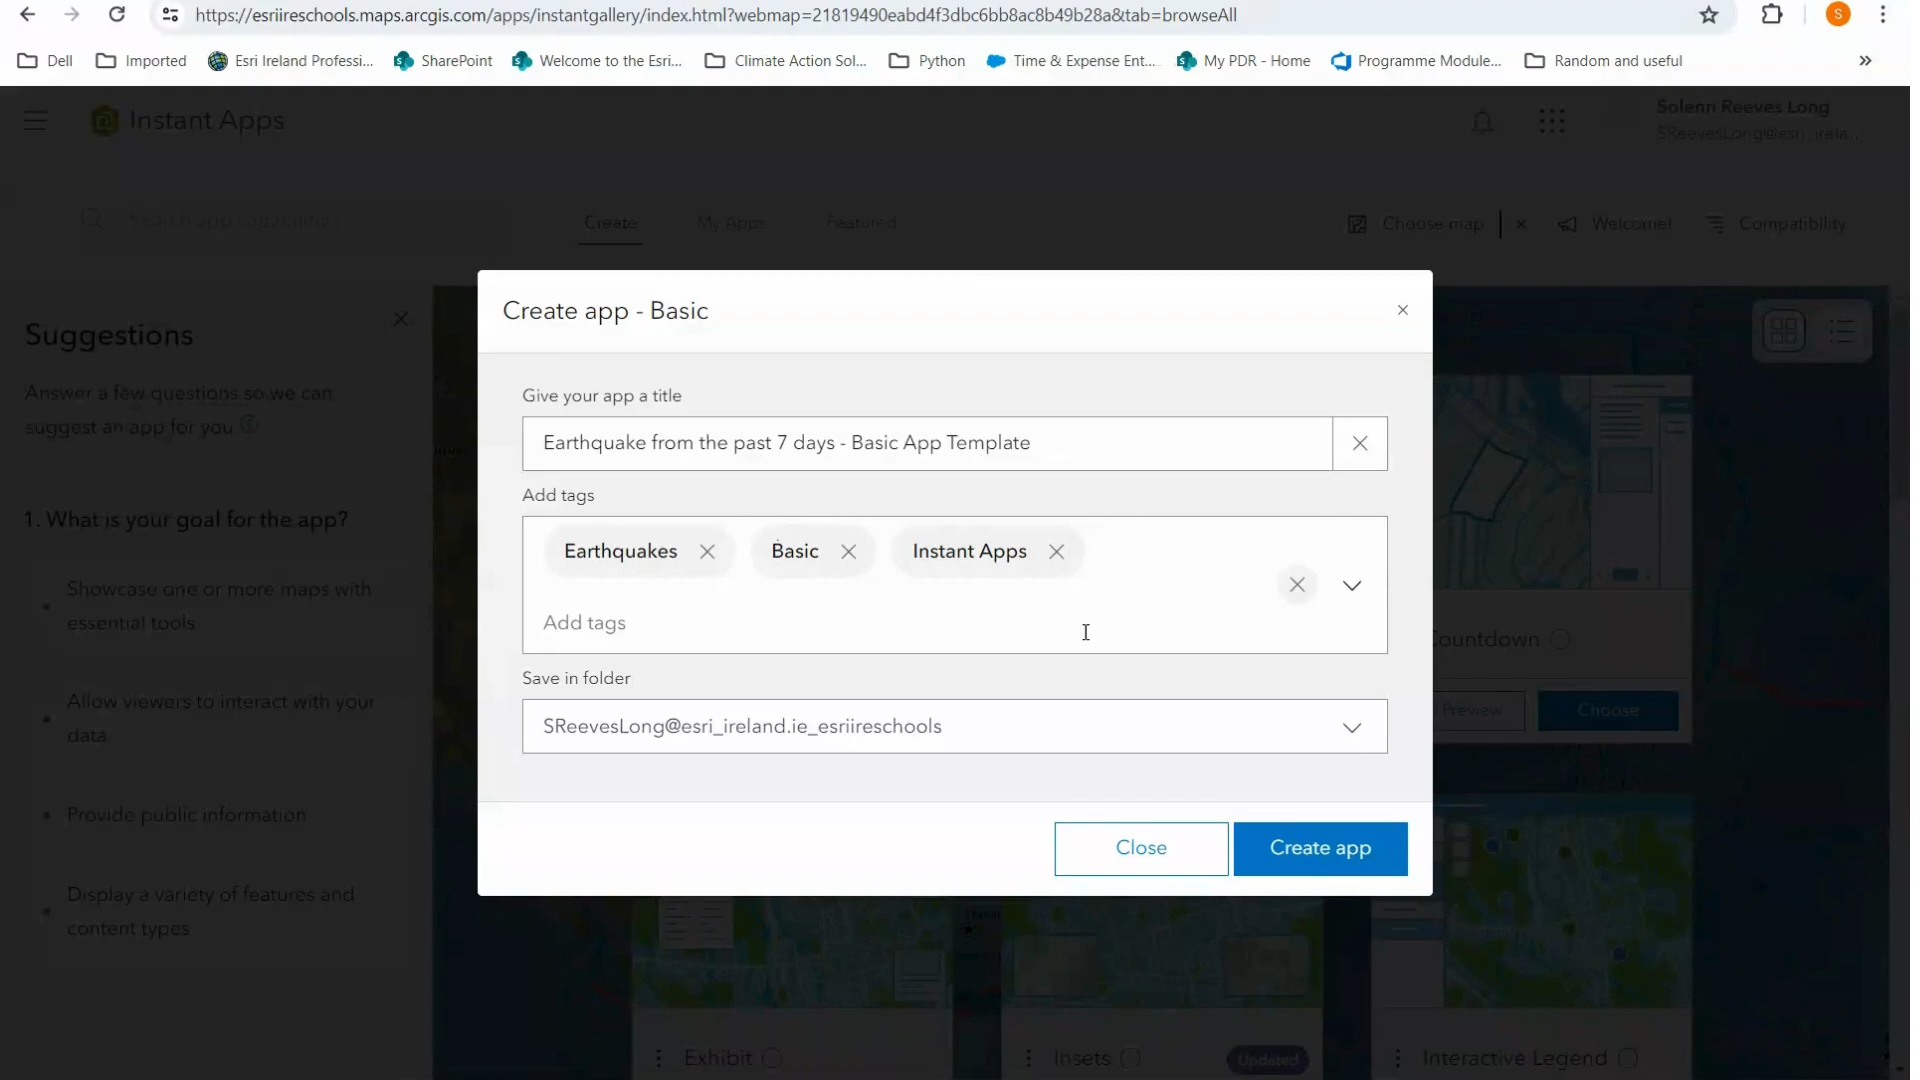 https://esriireschools.maps.arcgis.com/apps/instantgallery/index.html?webmap=21819490eabd4f3dbc6bb8ac8b49b28a&tab=browseAll
S
Dell
Imported
Esri Ireland Professi...
SharePoint
Welcome to the Esri...
Climate Action Sol...
Python
Time & Expense Ent...
My PDR - Home
Programme Module...
Random and useful
Instant Apps
Solenn Reeves Long
SReevesLong@esri_irela...
Search app capabilities
Create
My Apps
Featured
Choose map
Welcome!
Compatibility
Suggestions
Answer a few questions so we can
suggest an app for you
1. What is your goal for the app?
Showcase one or more maps with
essential tools
Allow viewers to interact with your
data
Provide public information
Display a variety of features and
content types
Create app - Basic
Give your app a title
Earthquake from the past 7 days - Basic App Template
Add tags
Earthquakes
Basic
Instant Apps
Add tags
Save in folder
SReevesLong@esri_ireland.ie_esriireschools
Close
Create app
Countdown
Preview
Choose
Exhibit
Insets
Updated
Interactive Legend